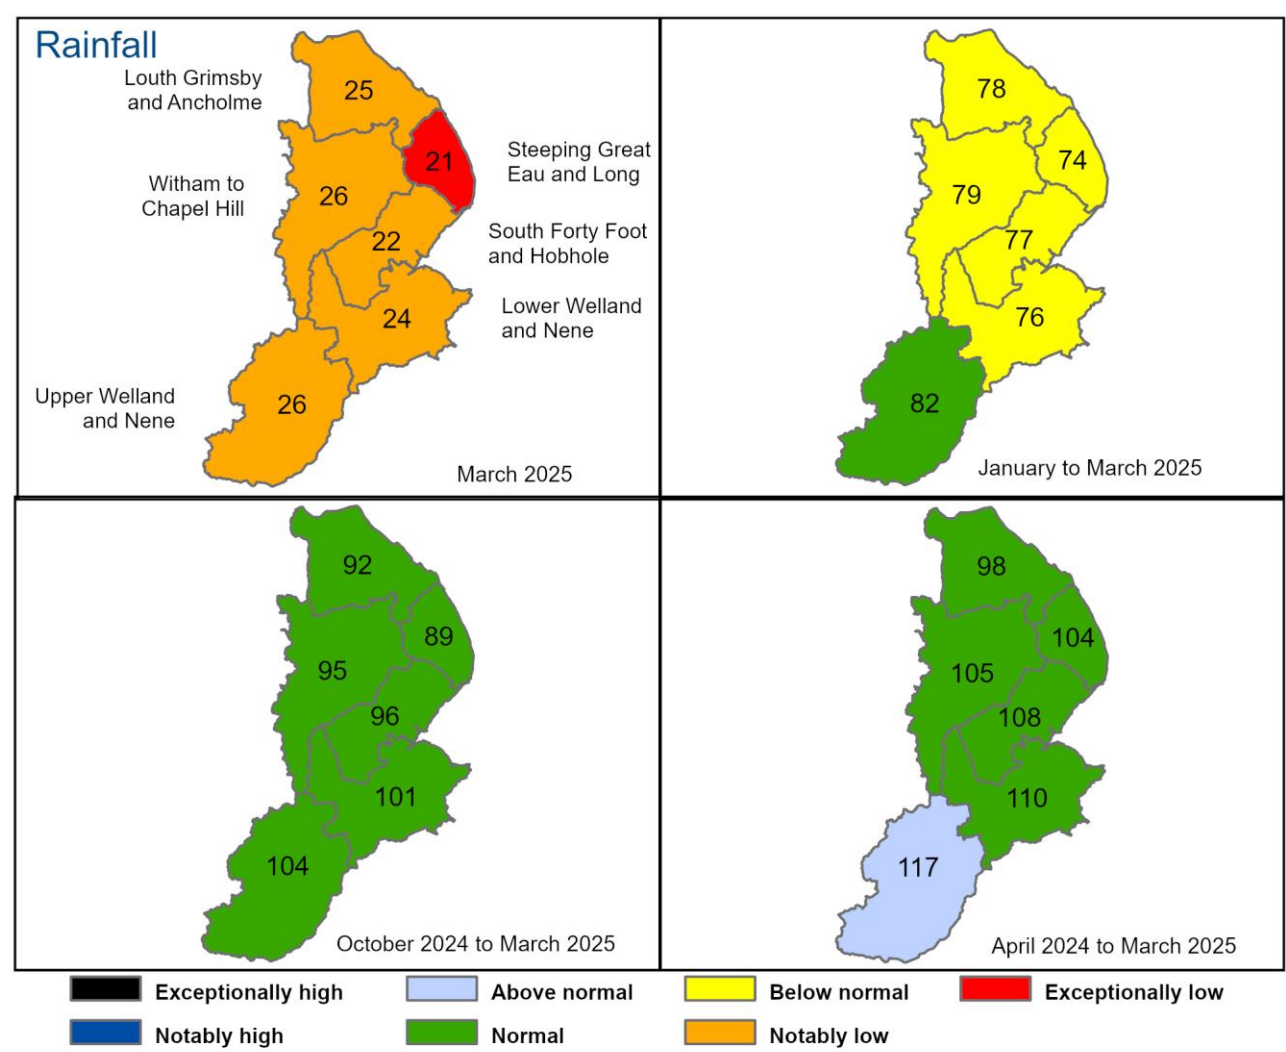 Rainfall
Louth Grimsby
and Ancholme
25
21
Steeping Great
Eau and Long
Witham to
Chapel Hill
26
22
South Forty Foot
and Hobhole
24
Lower Welland
and Nene
Upper Welland
and Nene
26
March 2025
78
74
79
77
76
82
January to March 2025
92
89
95
96
101
104
October 2024 to March 2025
98
104
105
108
110
117
April 2024 to March 2025
Exceptionally high
Above normal
Below normal
Exceptionally low
Notably high
Normal
Notably low